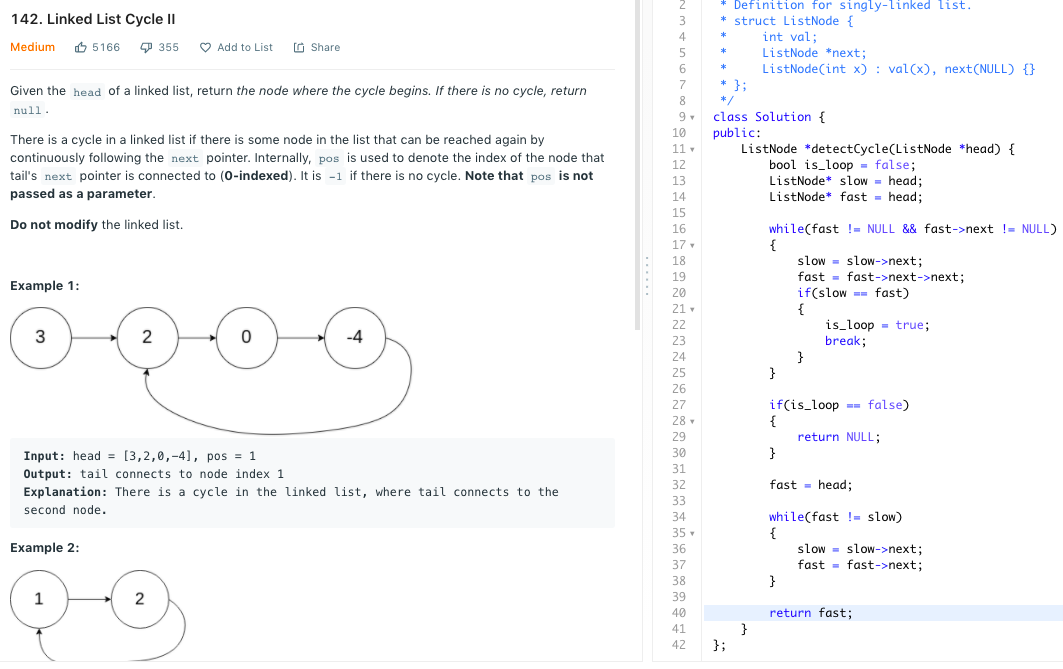 142. Linked List Cycle II
Medium 5166 355 Add to List Share
Given the head of a linked list, return the node where the cycle begins. If there is no cycle, return
null.
There is a cycle in a linked list if there is some node in the list that can be reached again by
continuously following the next pointer. Internally, pos is used to denote the index of the node that
tail's next pointer is connected to (0-indexed). It is -1 if there is no cycle. Note that pos is not
passed as a parameter.
Do not modify the linked list.
Example 1:
3 2 0 -4
Input: head = [3,2,0,-4], pos = 1
Output: tail connects to node index 1
Explanation: There is a cycle in the linked list, where tail connects to the
second node.
Example 2:
1 2
2 * Definition for singly-linked list.
3 * struct ListNode {
4 *     int val;
5 *     ListNode *next;
6 *     ListNode(int x) : val(x), next(NULL) {}
7 * };
8 */
9 class Solution {
10 public:
11     ListNode *detectCycle(ListNode *head) {
12         bool is_loop = false;
13         ListNode* slow = head;
14         ListNode* fast = head;
15
16         while(fast != NULL && fast->next != NULL)
17         {
18             slow = slow->next;
19             fast = fast->next->next;
20             if(slow == fast)
21             {
22                 is_loop = true;
23                 break;
24             }
25         }
26
27         if(is_loop == false)
28         {
29             return NULL;
30         }
31
32         fast = head;
33
34         while(fast != slow)
35         {
36             slow = slow->next;
37             fast = fast->next;
38         }
39
40         return fast;
41     }
42 };